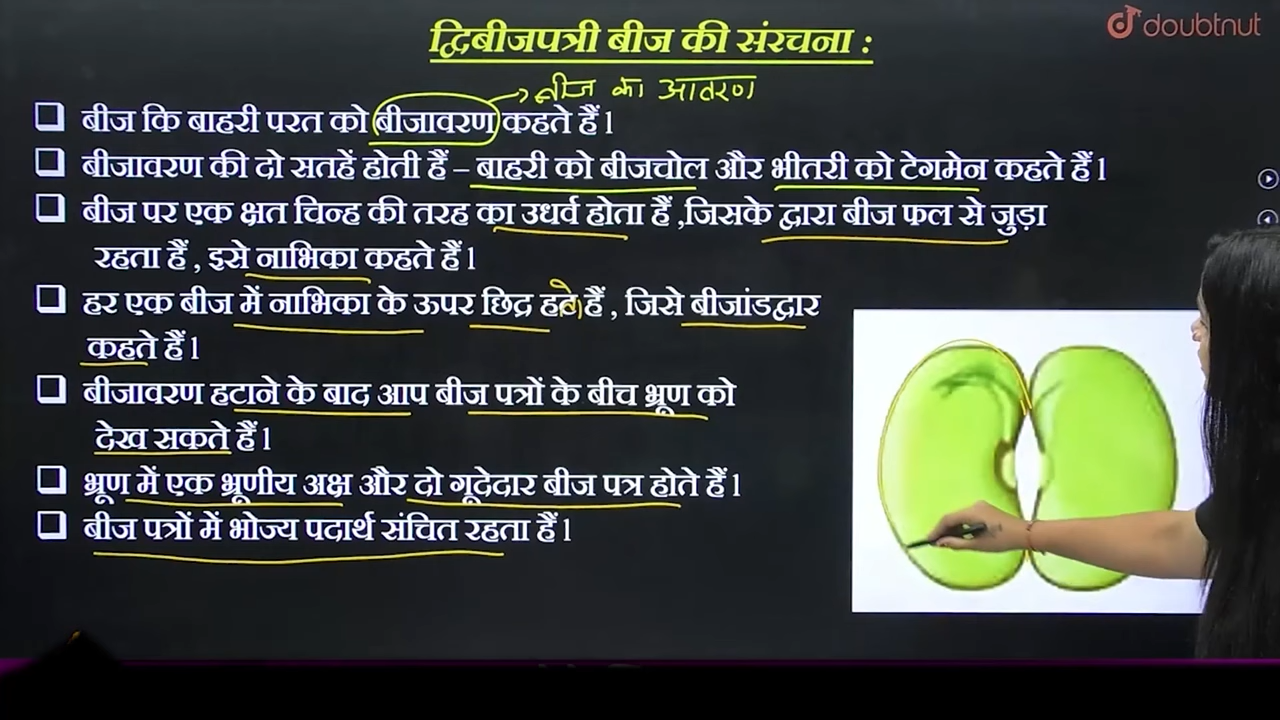 doubtnut
द्विबीजपत्री बीज की संरचना :
बीज का आवरण
बीज कि बाहरी परत को बीजावरण कहते हैं l
बीजावरण की दो सतहें होती हैं – बाहरी को बीजचोल और भीतरी को टेगमेन कहते हैं l
बीज पर एक क्षत चिन्ह की तरह का उधर्व होता हैं ,जिसके द्वारा बीज फल से जुड़ा
रहता हैं , इसे नाभिका कहते हैं l
हर एक बीज में नाभिका के ऊपर छिद्र होते हैं , जिसे बीजांडद्वार
कहते हैं l
बीजावरण हटाने के बाद आप बीज पत्रों के बीच भ्रूण को
देख सकते हैं l
भ्रूण में एक भ्रूणीय अक्ष और दो गूदेदार बीज पत्र होते हैं l
बीज पत्रों में भोज्य पदार्थ संचित रहता हैं l